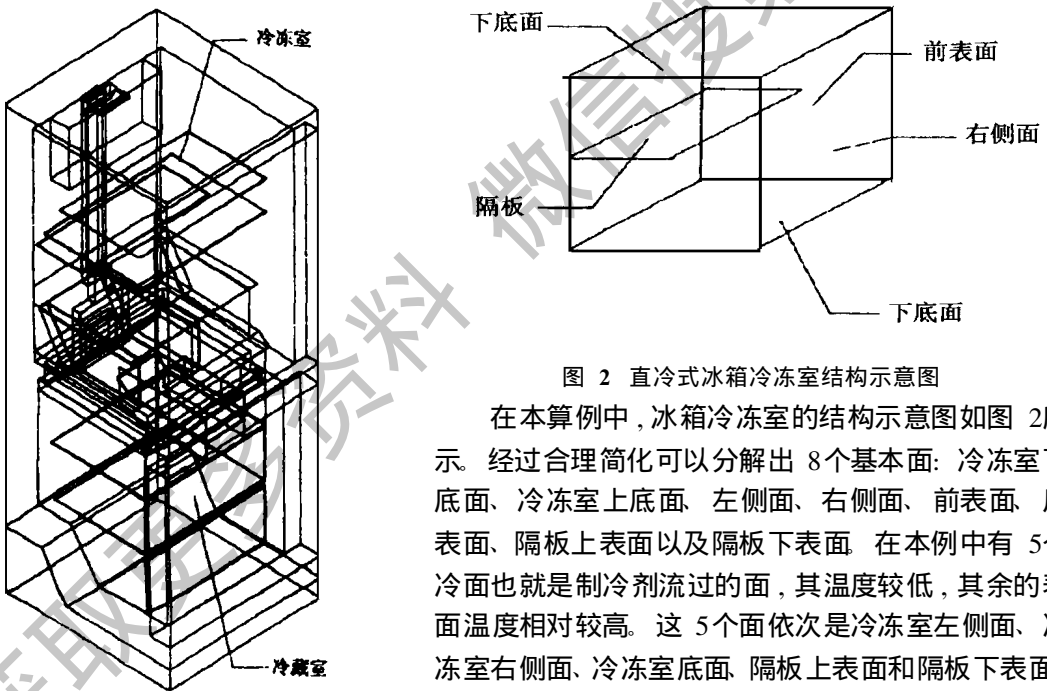 冷冻室
冷藏室
下底面
前表面
右侧面
隔板
下底面
微信搜
获取更多资料
图 2 直冷式冰箱冷冻室结构示意图
在本算例中,冰箱冷冻室的结构示意图如图 2
示。经过合理简化可以分解出 8个基本面: 冷冻室
底面、冷冻室上底面、左侧面、右侧面、前表面、
表面、隔板上表面以及隔板下表面。在本例中有 5
冷面也就是制冷剂流过的面,其温度较低,其余的
面温度相对较高。这 5个面依次是冷冻室左侧面、
冻室右侧面、冷冻室底面、隔板上表面和隔板下表面